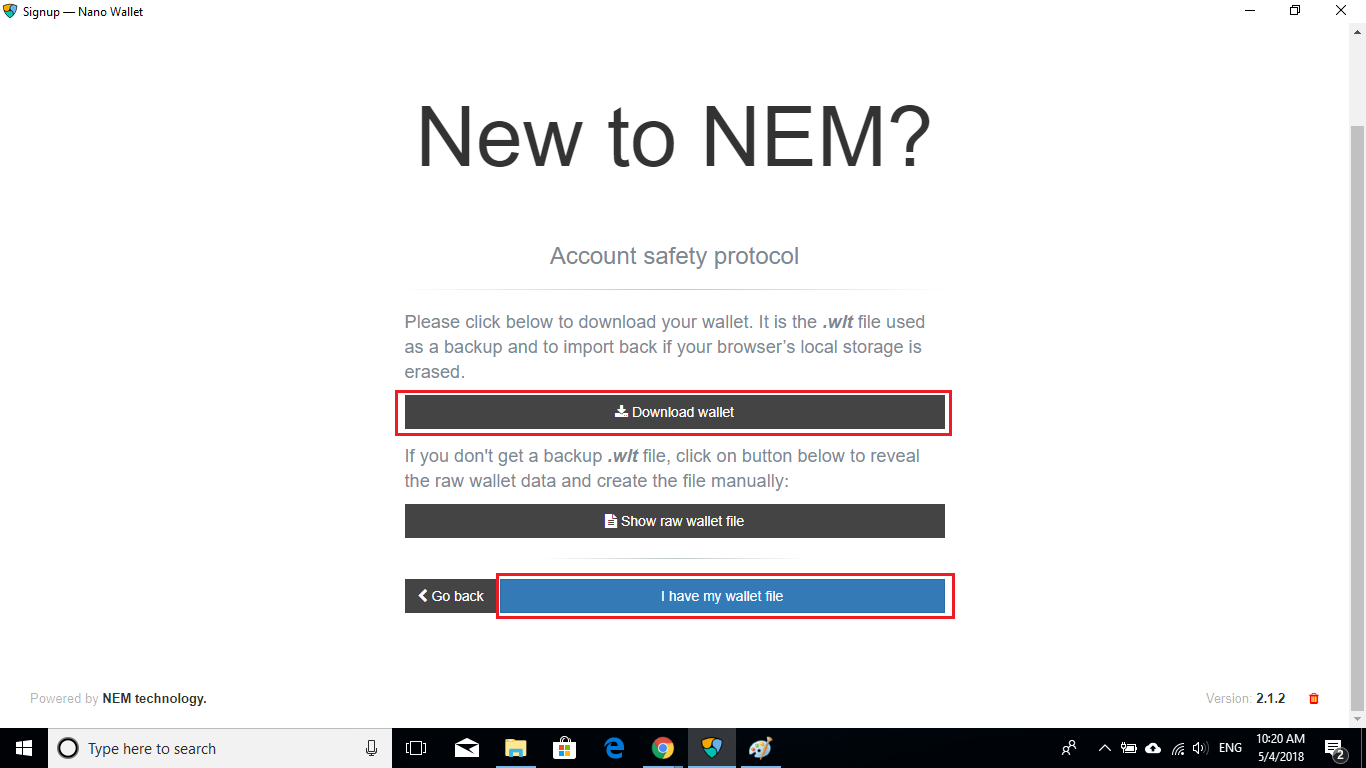 Signup — Nano Wallet
New to NEM?
Account safety protocol
Please click below to download your wallet. It is the .wlt file used
as a backup and to import back if your browser's local storage is
erased.
Download wallet
If you don't get a backup .wlt file, click on button below to reveal
the raw wallet data and create the file manually:
Show raw wallet file
Go back
I have my wallet file
Powered by NEM technology.
Version: 2.1.2
Type here to search
ENG
10:20 AM
5/4/2018
2